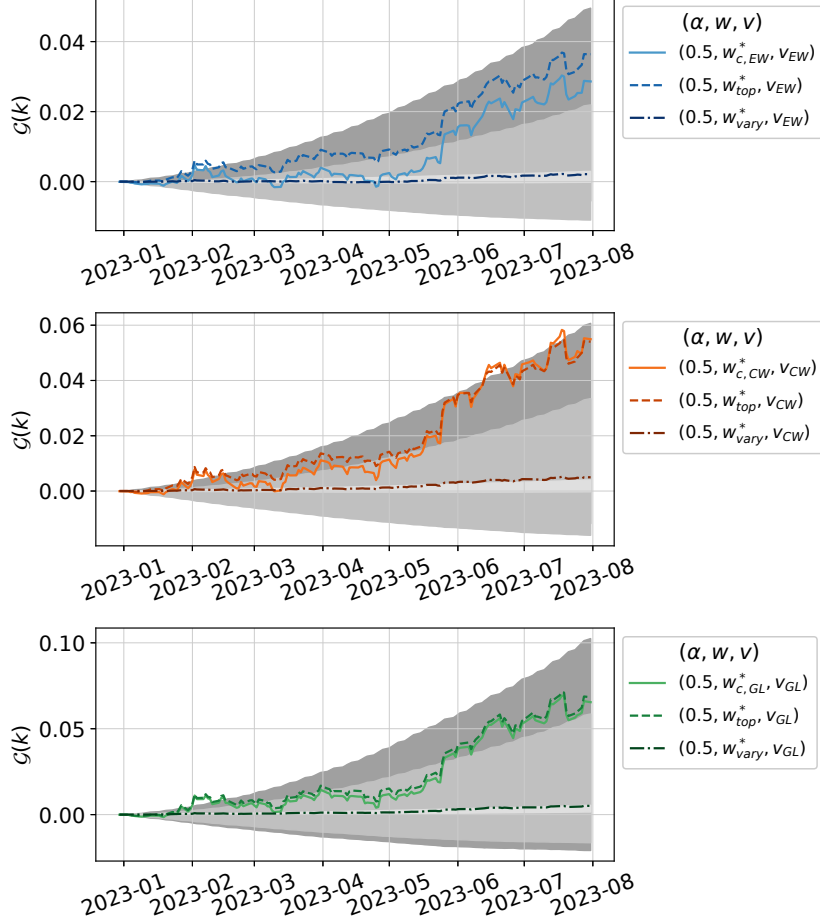 0.04
0.02
0.00
𝒢(k)
2023-01
2023-02
2023-03
2023-04
2023-05
2023-06
2023-07
2023-08
(α, w, v)
(0.5, w*c,EW, vEW)
(0.5, w*top, vEW)
(0.5, w*vary, vEW)
0.06
0.04
0.02
0.00
𝒢(k)
2023-01
2023-02
2023-03
2023-04
2023-05
2023-06
2023-07
2023-08
(α, w, v)
(0.5, w*c,CW, vCW)
(0.5, w*top, vCW)
(0.5, w*vary, vCW)
0.10
0.05
0.00
𝒢(k)
2023-01
2023-02
2023-03
2023-04
2023-05
2023-06
2023-07
2023-08
(α, w, v)
(0.5, w*c,GL, vGL)
(0.5, w*top, vGL)
(0.5, w*vary, vGL)